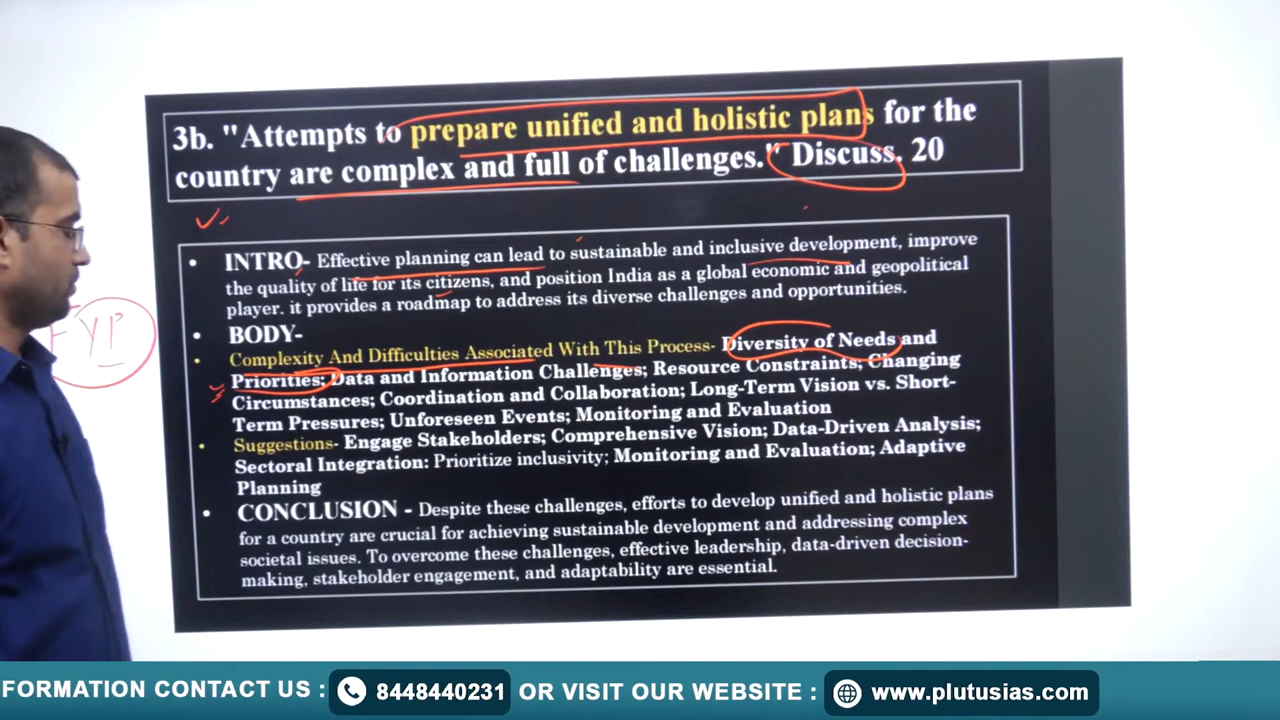 3b. "Attempts to prepare unified and holistic plans for the
country are complex and full of challenges." Discuss. 20
• INTRO- Effective planning can lead to sustainable and inclusive development, improve
the quality of life for its citizens, and position India as a global economic and geopolitical
player. it provides a roadmap to address its diverse challenges and opportunities.
• BODY-
• Complexity And Difficulties Associated With This Process- Diversity of Needs and
Priorities; Data and Information Challenges; Resource Constraints; Changing
Circumstances; Coordination and Collaboration; Long-Term Vision vs. Short-
Term Pressures; Unforeseen Events; Monitoring and Evaluation
• Suggestions- Engage Stakeholders; Comprehensive Vision; Data-Driven Analysis;
Sectoral Integration: Prioritize inclusivity; Monitoring and Evaluation; Adaptive
Planning
• CONCLUSION - Despite these challenges, efforts to develop unified and holistic plans
for a country are crucial for achieving sustainable development and addressing complex
societal issues. To overcome these challenges, effective leadership, data-driven decision-
making, stakeholder engagement, and adaptability are essential.
FYP
FORMATION CONTACT US : 8448440231 OR VISIT OUR WEBSITE : www.plutusias.com